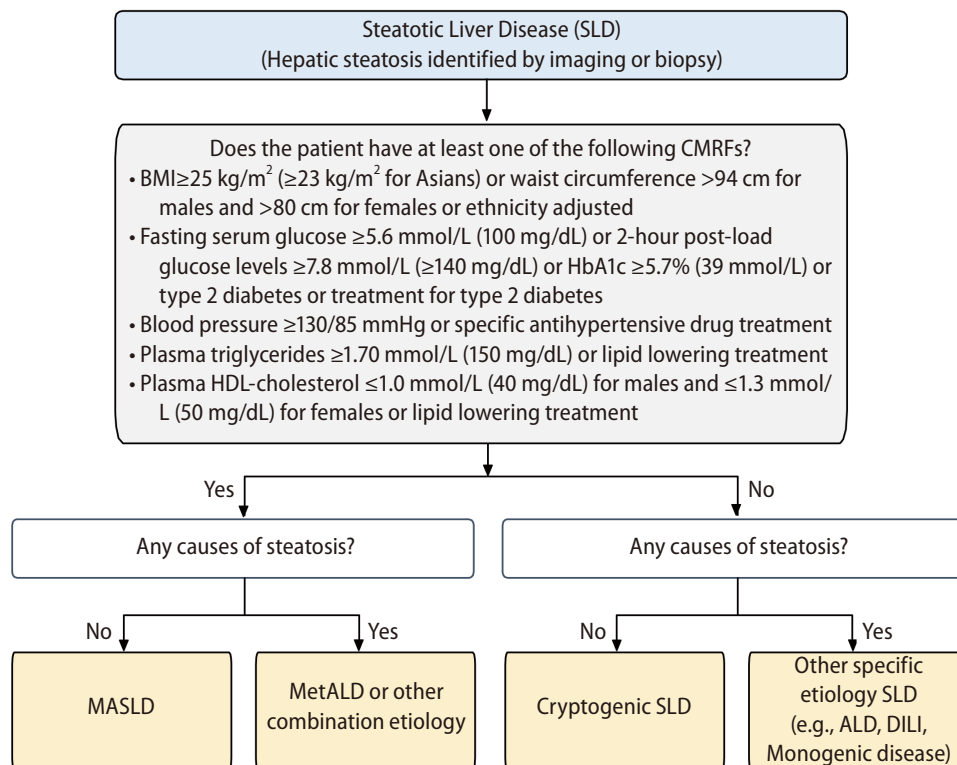 Steatotic Liver Disease (SLD)
(Hepatic steatosis identified by imaging or biopsy)
Does the patient have at least one of the following CMRFs?
• BMI≥25 kg/m² (≥23 kg/m² for Asians) or waist circumference >94 cm for
males and >80 cm for females or ethnicity adjusted
• Fasting serum glucose ≥5.6 mmol/L (100 mg/dL) or 2-hour post-load
glucose levels ≥7.8 mmol/L (≥140 mg/dL) or HbA1c ≥5.7% (39 mmol/L) or
type 2 diabetes or treatment for type 2 diabetes
• Blood pressure ≥130/85 mmHg or specific antihypertensive drug treatment
• Plasma triglycerides ≥1.70 mmol/L (150 mg/dL) or lipid lowering treatment
• Plasma HDL-cholesterol ≤1.0 mmol/L (40 mg/dL) for males and ≤1.3 mmol/
L (50 mg/dL) for females or lipid lowering treatment
Yes
No
Any causes of steatosis?
Any causes of steatosis?
No
Yes
No
Yes
MASLD
MetALD or other
combination etiology
Cryptogenic SLD
Other specific
etiology SLD
(e.g., ALD, DILI,
Monogenic disease)